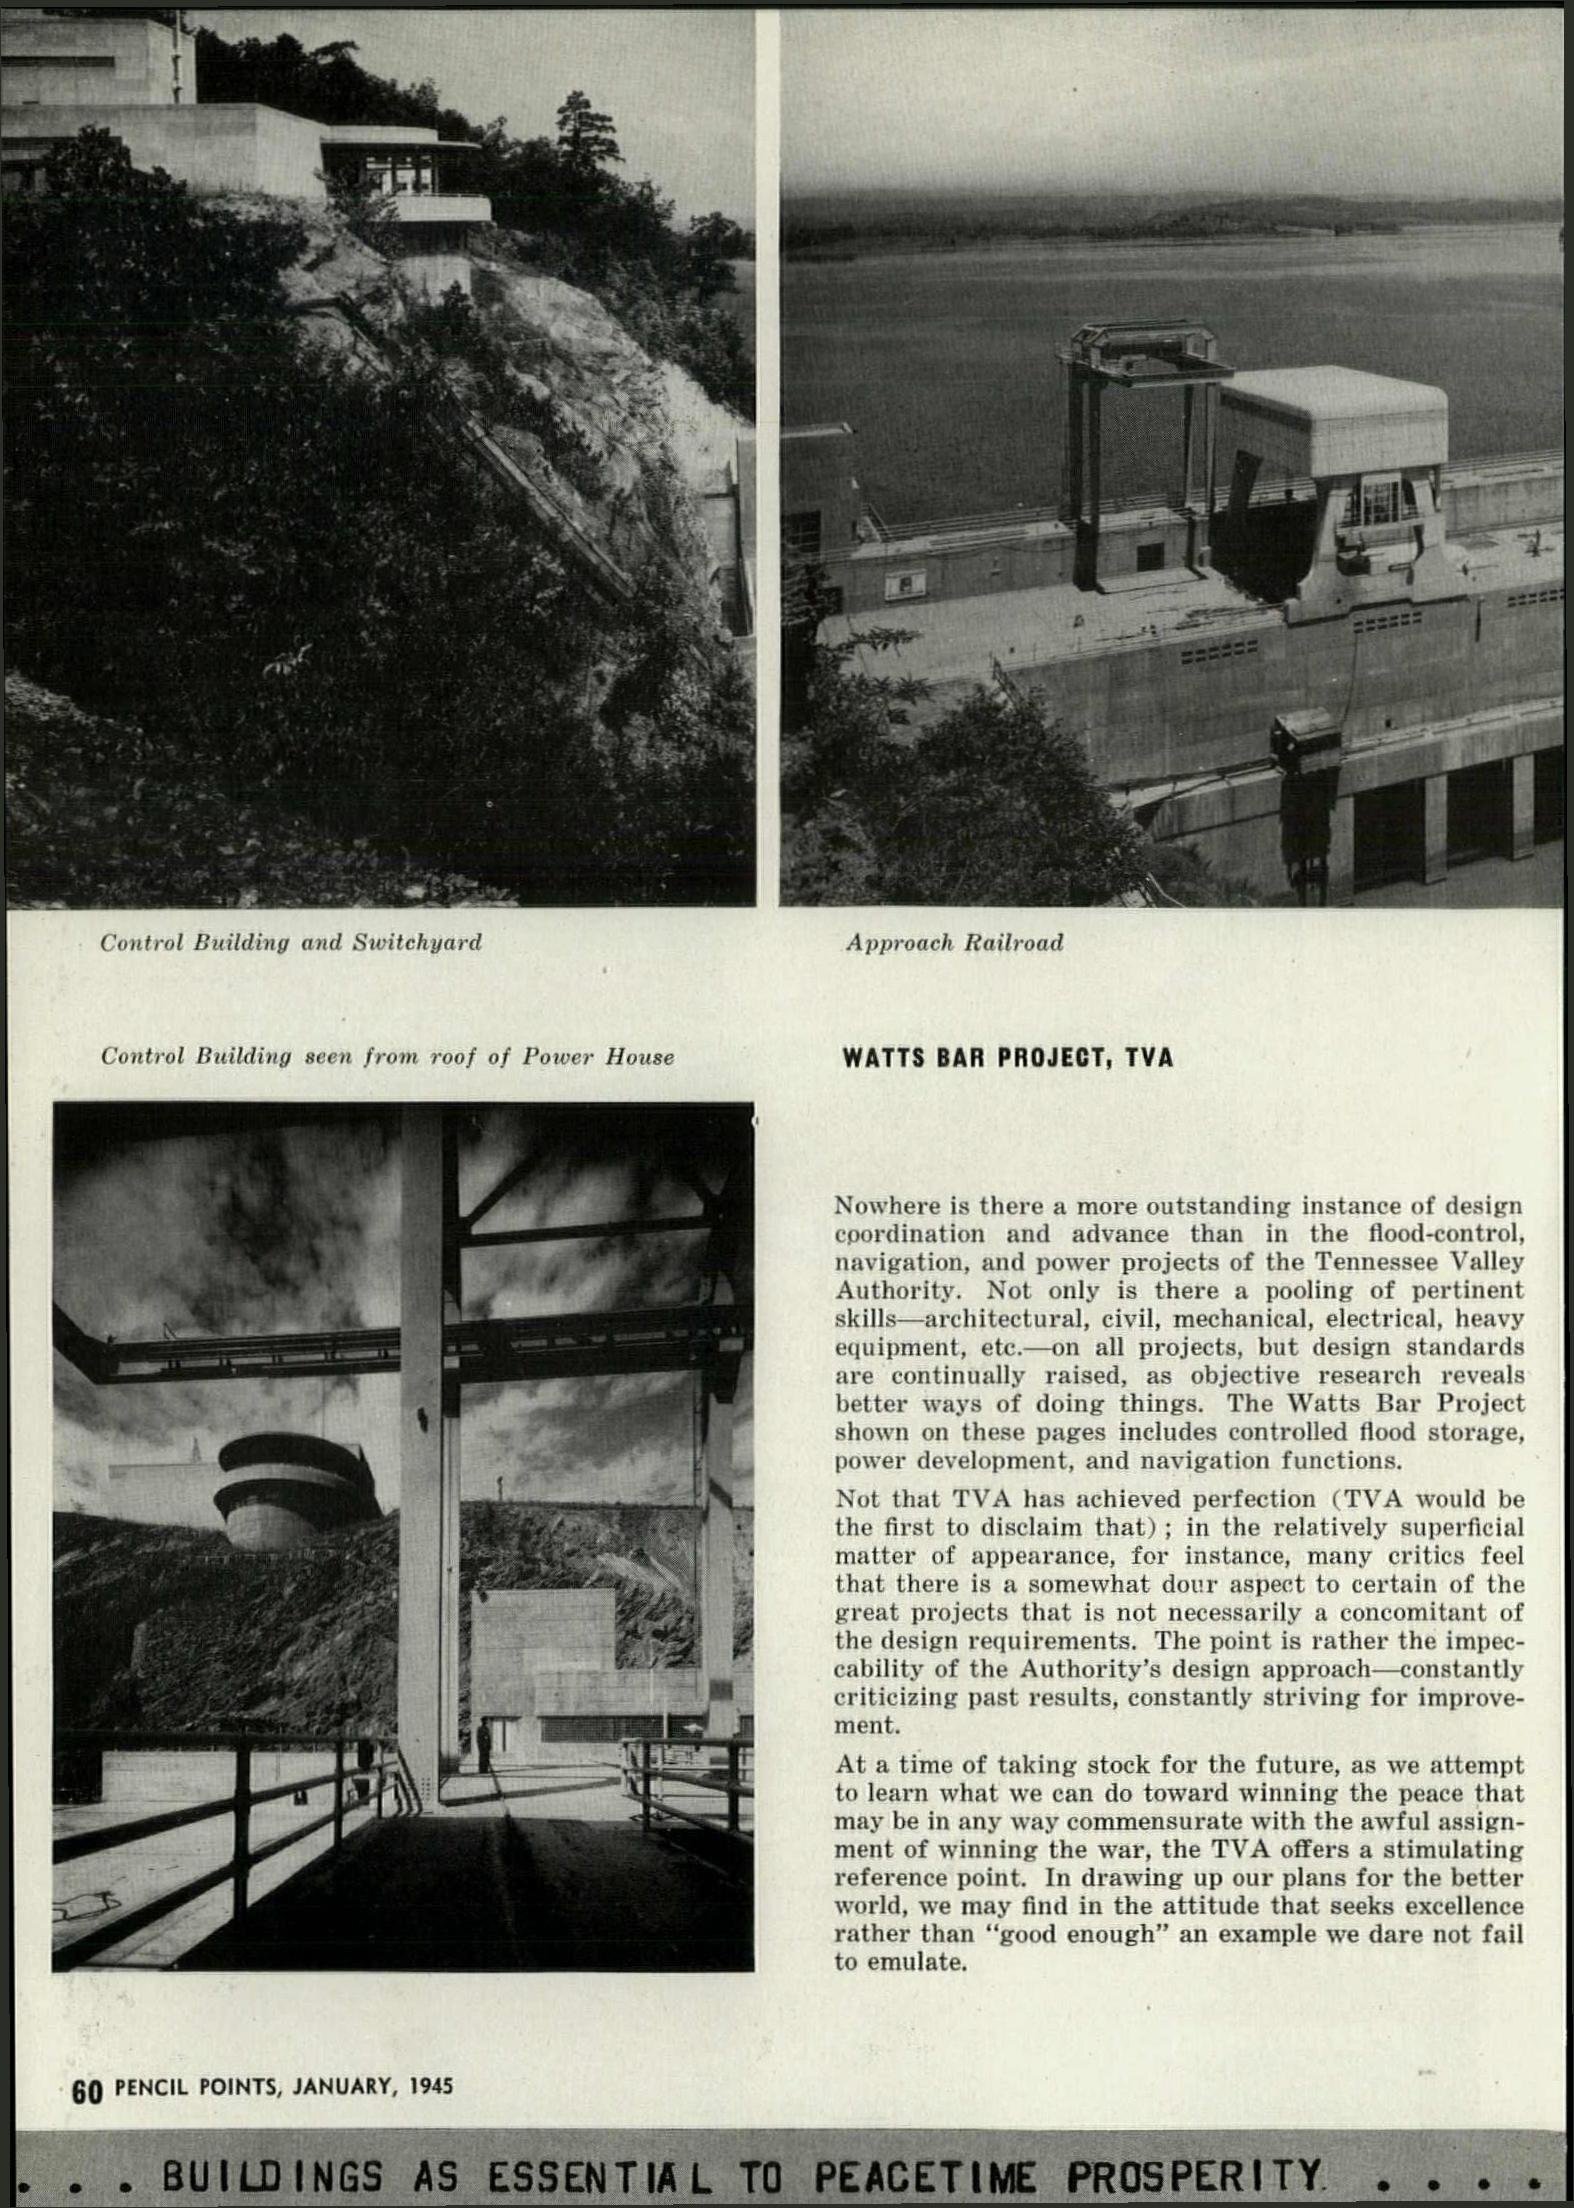 Control Building and Switchyard
Approach Railroad
Control Building seen from roof of Power House
WATTS BAR PROJECT, TVA
Nowhere is there a more outstanding instance of design
coordination and advance than in the flood-control,
navigation, and power projects of the Tennessee Valley
Authority. Not only is there a pooling of pertinent
skills—architectural, civil, mechanical, electrical, heavy
equipment, etc.—on all projects, but design standards
are continually raised, as objective research reveals
better ways of doing things. The Watts Bar Project
shown on these pages includes controlled flood storage,
power development, and navigation functions.
Not that TVA has achieved perfection (TVA would be
the first to disclaim that) ; in the relatively superficial
matter of appearance, for instance, many critics feel
that there is a somewhat dour aspect to certain of the
great projects that is not necessarily a concomitant of
the design requirements. The point is rather the impec-
cability of the Authority's design approach—constantly
criticizing past results, constantly striving for improve-
ment.
At a time of taking stock for the future, as we attempt
to learn what we can do toward winning the peace that
may be in any way commensurate with the awful assign-
ment of winning the war, the TVA offers a stimulating
reference point. In drawing up our plans for the better
world, we may find in the attitude that seeks excellence
rather than “good enough” an example we dare not fail
to emulate.
60 PENCIL POINTS, JANUARY, 1945
. . . BUILDINGS AS ESSENTIAL TO PEACETIME PROSPERITY. . . . .